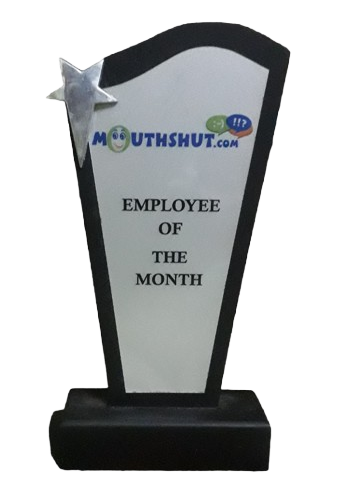 :-) !!?
MOUTHSHUT.COM
EMPLOYEE
OF
THE
MONTH